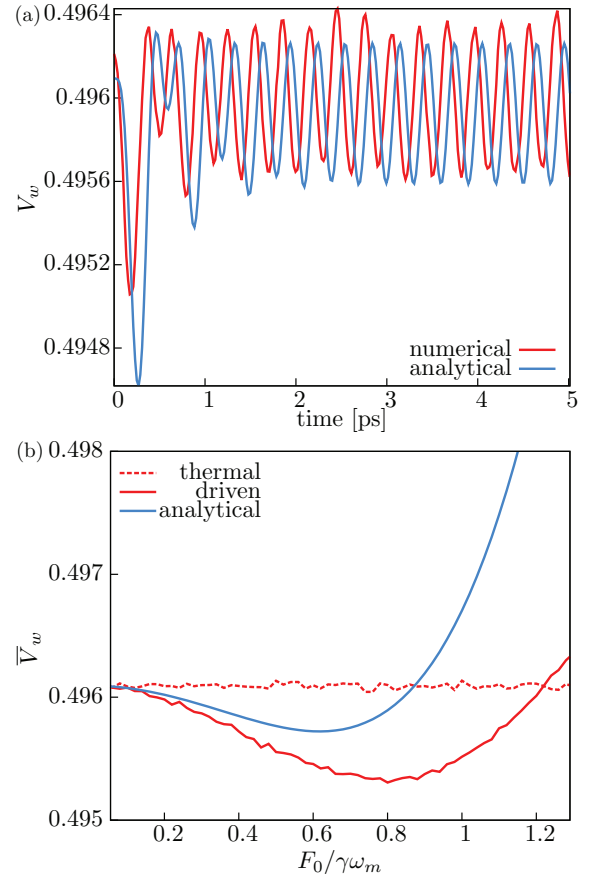 (a)
0.4964
0.496
0.4956
0.4952
0.4948
V_w
numerical
analytical
0 1 2 3 4 5
time [ps]
(b)
0.498
0.497
0.496
0.495
V̅_w
thermal
driven
analytical
0.2 0.4 0.6 0.8 1 1.2
F_0/γω_m